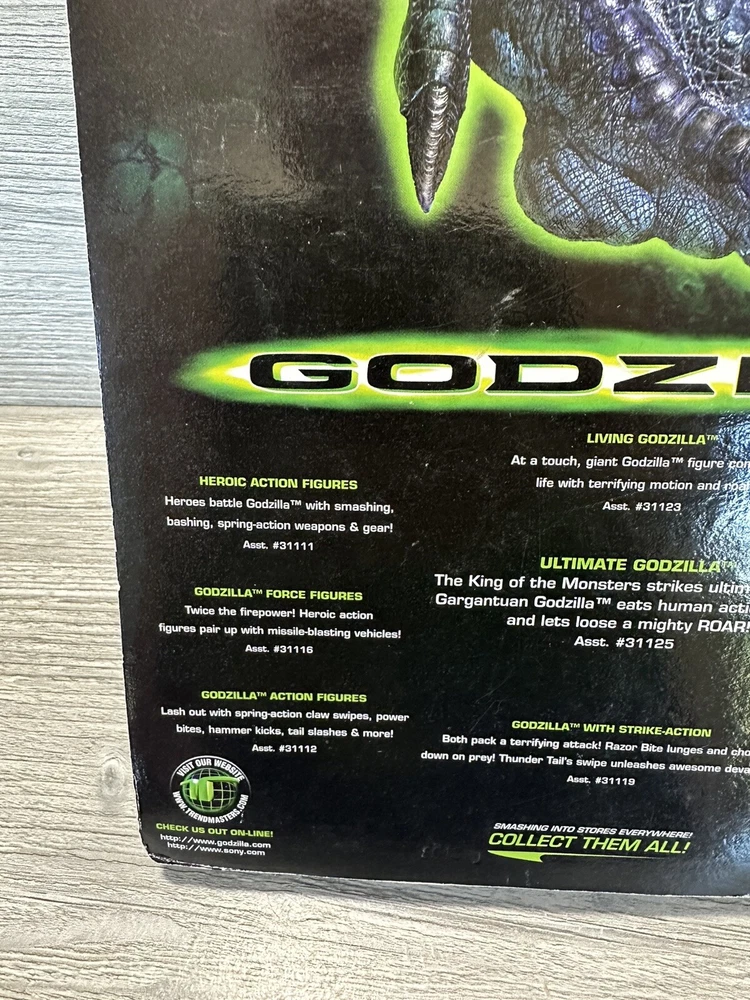 GODZ
HEROIC ACTION FIGURES
Heroes battle Godzilla™ with smashing,
bashing, spring-action weapons & gear!
Asst. #31111
GODZILLA™ FORCE FIGURES
Twice the firepower! Heroic action
figures pair up with missile-blasting vehicles!
Asst. #31116
GODZILLA™ ACTION FIGURES
Lash out with spring-action claw swipes, power
bites, hammer kicks, tail slashes & more!
Asst. #31112
VISIT OUR WEBSITE
WWW.TRENDMASTERS.COM
CHECK US OUT ON-LINE!
http://www.godzilla.com
http://www.sony.com
LIVING GODZILLA™
At a touch, giant Godzilla™ figure
life with terrifying motion and
Asst. #31123
ULTIMATE GODZILLA™
The King of the Monsters strikes
Gargantuan Godzilla™ eats human
and lets loose a mighty ROAR!
Asst. #31125
GODZILLA™ WITH STRIKE-ACTION
Both pack a terrifying attack! Razor Bite lunges and
down on prey! Thunder Tail's swipe unleashes awesome
Asst. #31119
SMASHING INTO STORES EVERYWHERE!
COLLECT THEM ALL!